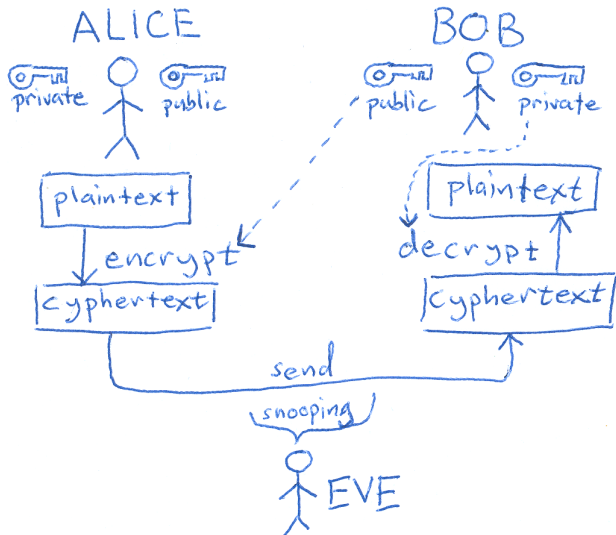 ALICE
BOB
private
public
public
private
plaintext
plaintext
encrypt
decrypt
cyphertext
cyphertext
send
snooping
EVE